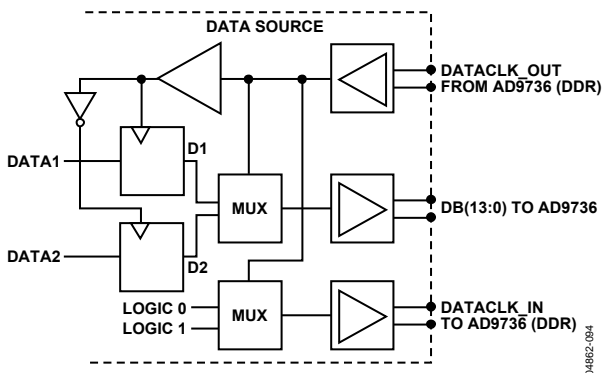 DATA SOURCE
DATACLK_OUT
FROM AD9736 (DDR)
DATA1
D1
MUX
DB(13:0) TO AD9736
DATA2
D2
LOGIC 0
LOGIC 1
MUX
DATACLK_IN
TO AD9736 (DDR)
04862-094